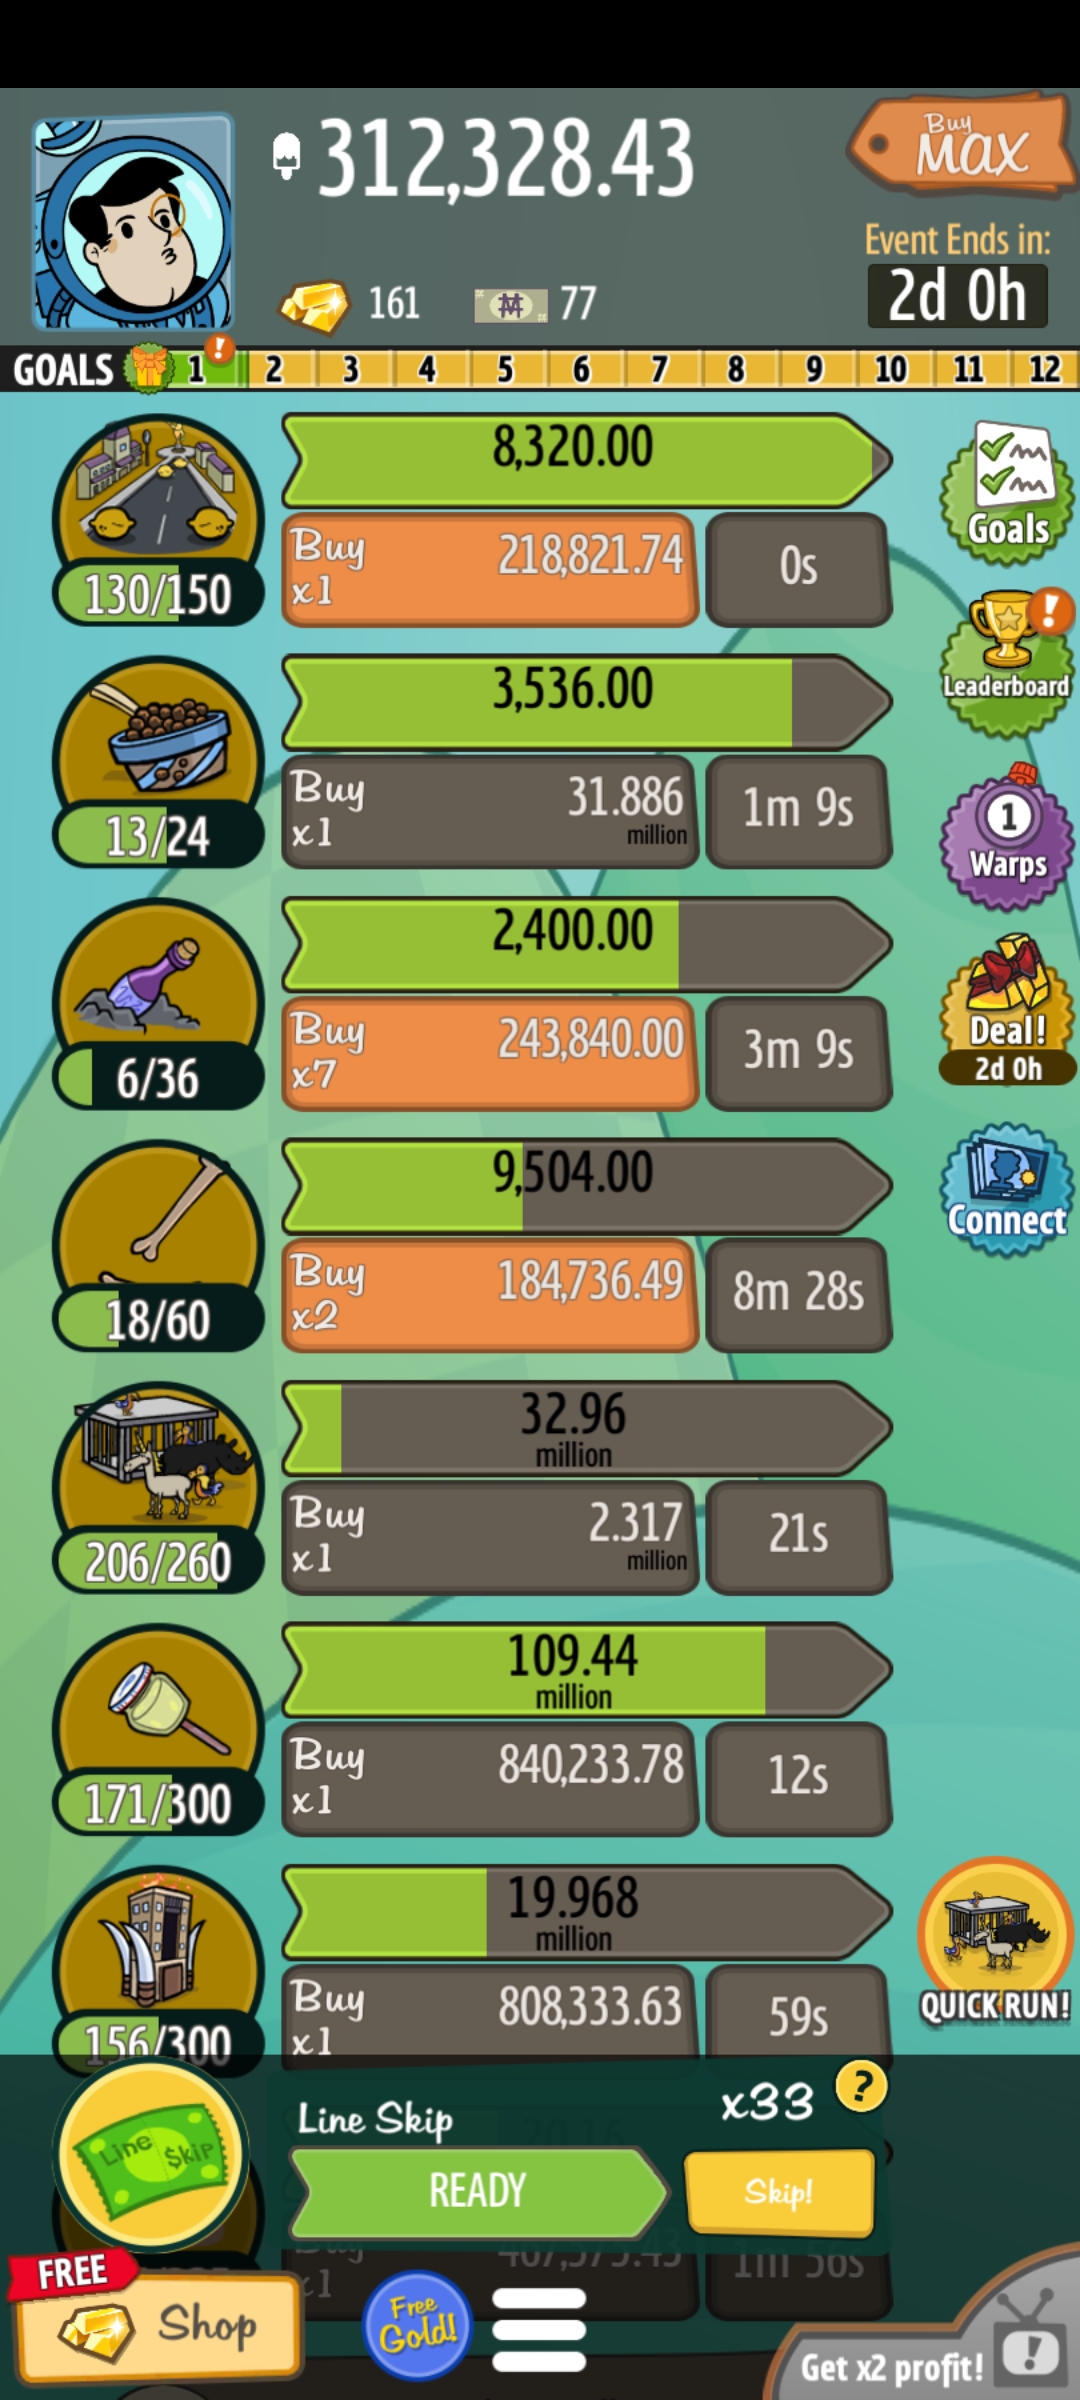 312,328.43
Buy
MAX
161
77
Event Ends in:
2d 0h
GOALS 1 ! 2 3 4 5 6 7 8 9 10 11 12
8,320.00
Buy 218,821.74
x1
0s
130/150
Goals
3,536.00
Buy 31.886
x1 million
1m 9s
13/24
!
Leaderboard
2,400.00
Buy 243,840.00
x7
3m 9s
6/36
1
Warps
9,504.00
Buy 184,736.49
x2
8m 28s
18/60
Deal!
2d 0h
Connect
32.96
million
Buy 2.317
x1 million
21s
206/260
109.44
million
Buy 840,233.78
x1
12s
171/300
19.968
million
Buy 808,333.63
x1
59s
156/300
QUICK RUN!
Line Skip
x33
?
Line $kip
READY
Skip!
20.16
Buy
x1
1m 56s
FREE
Shop
Free
Gold!
Get x2 profit!
!